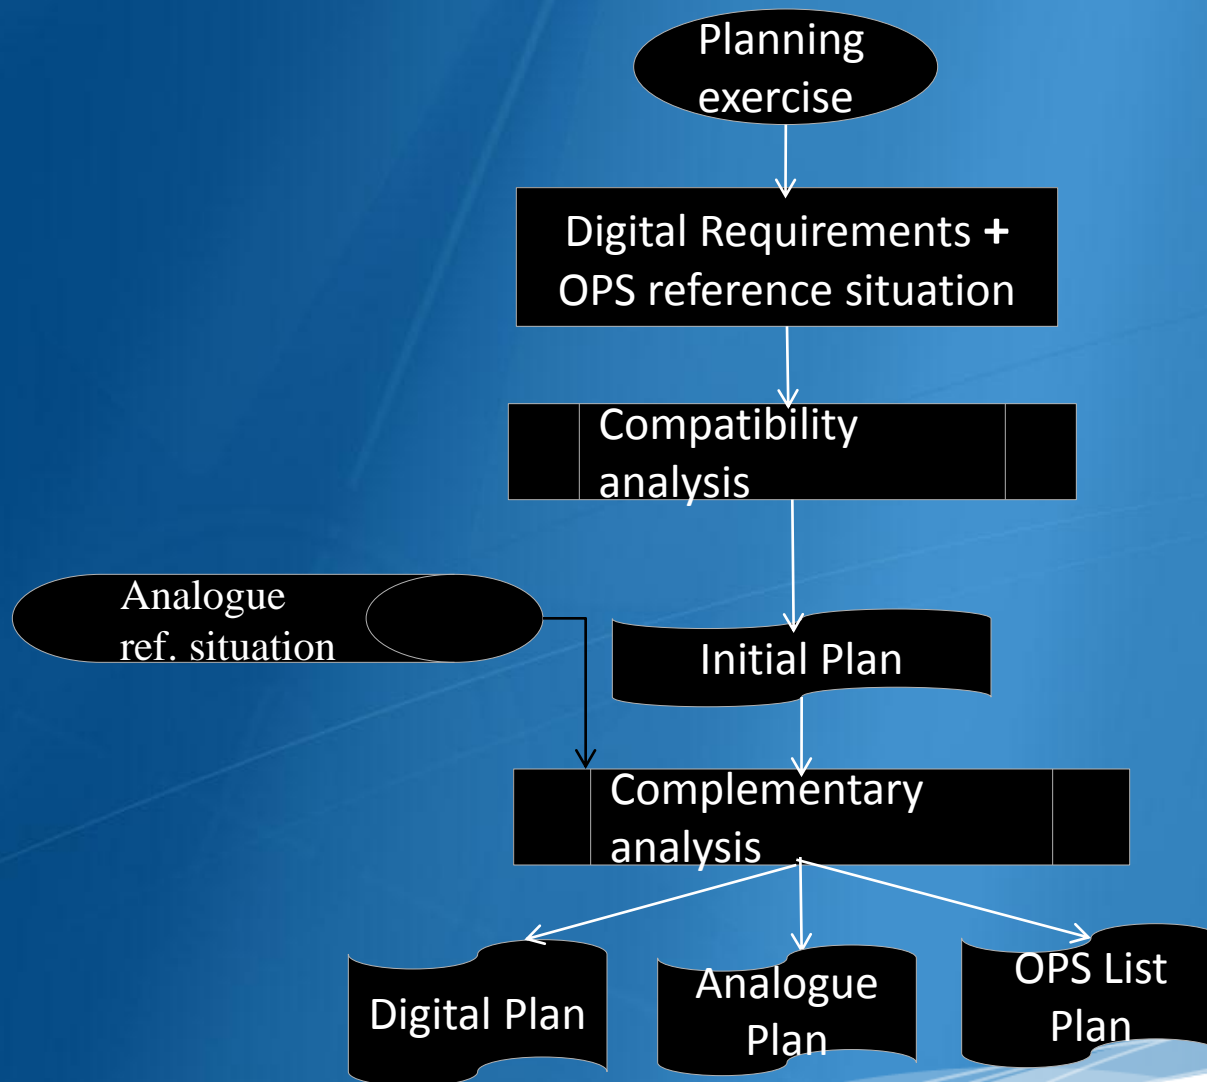 Planning
exercise
Digital Requirements +
OPS reference situation
Compatibility
analysis
Analogue
ref. situation
Initial Plan
Complementary
analysis
Digital Plan
Analogue
Plan
OPS List
Plan